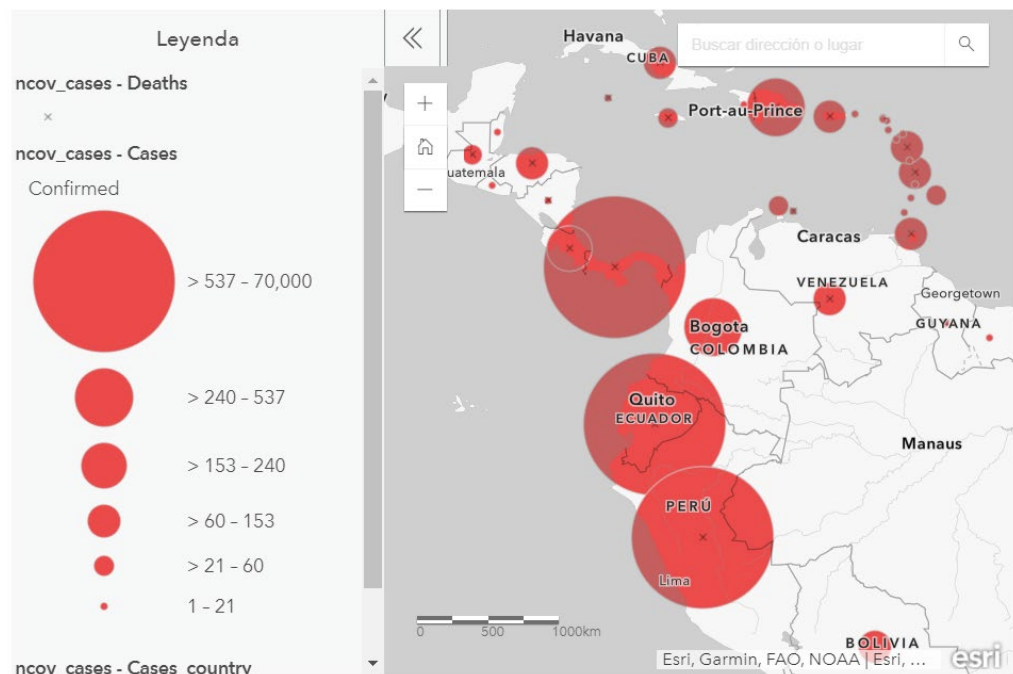 Leyenda
ncov_cases - Deaths
ncov_cases - Cases
Confirmed
> 537 - 70,000
> 240 - 537
> 153 - 240
> 60 - 153
> 21 - 60
1 - 21
ncov_cases - Cases_country
Buscar dirección o lugar
Havana
CUBA
Port-au-Prince
uatemala
Caracas
VENEZUELA
Georgetown
GUYANA
Bogota
COLOMBIA
Quito
ECUADOR
Manaus
PERÚ
Lima
BOLIVIA
0 500 1000km
Esri, Garmin, FAO, NOAA | Esri, ...
esri